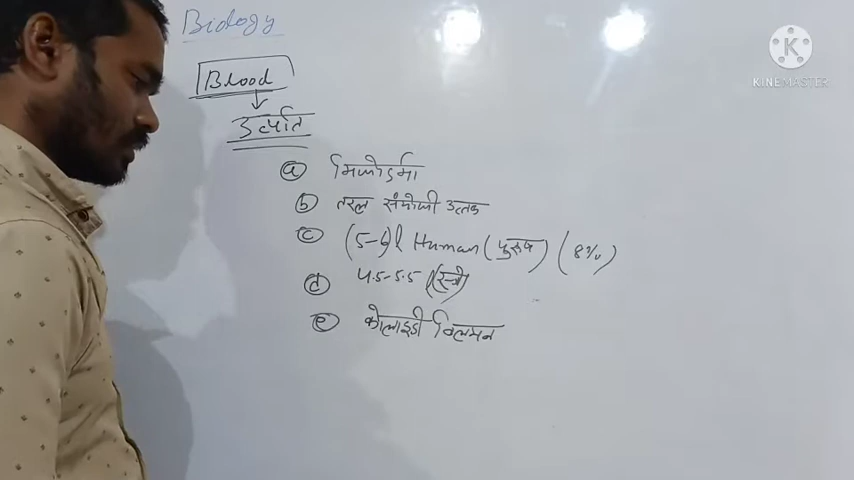 Biology
K
KINEMASTER
Blood
उत्पति
(a) मिजोडर्मा
(b) तरल संयोजी उत्तक
(c) (5-6)l Human (पुरुष) (8%)
(d) 4.5-5.5 l (स्त्री)
(e) कोलाइडी विलयन